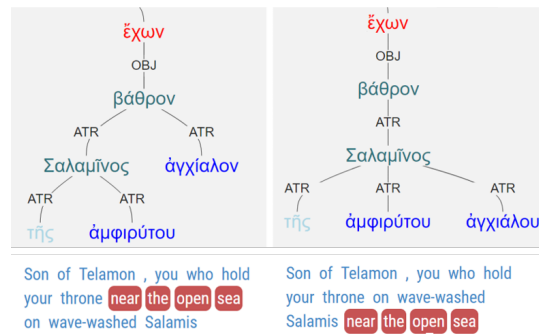 ἔχων
OBJ
βάθρον
ATR ATR
Σαλαμῖνος ἀγχίαλον
ATR ATR
τῆς ἀμφιρύτου
Son of Telamon , you who hold
your throne near the open sea
on wave-washed Salamis
ἔχων
OBJ
βάθρον
ATR
Σαλαμῖνος
ATR ATR ATR
τῆς ἀμφιρύτου ἀγχιάλου
Son of Telamon , you who hold
your throne on wave-washed
Salamis near the open sea